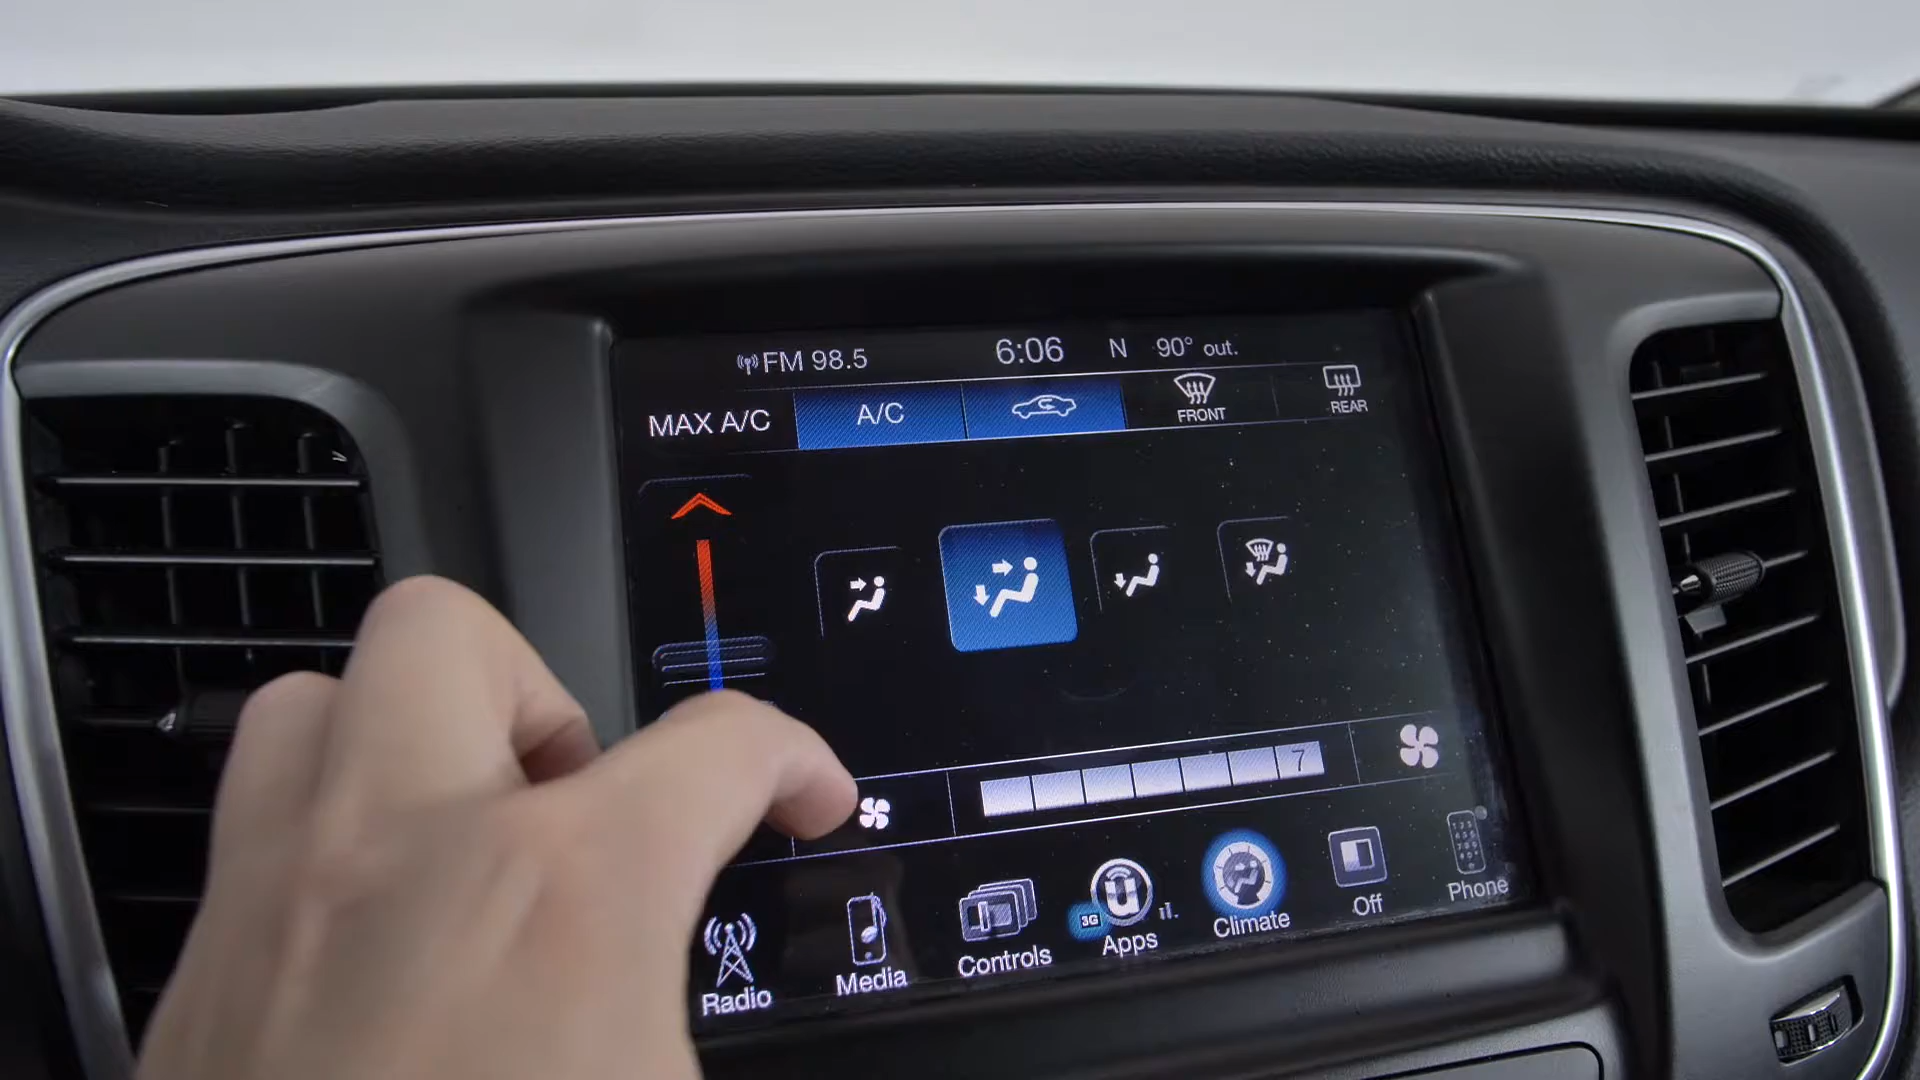 FM 98.5 6:06 N 90° out.
MAX A/C A/C FRONT REAR
7
3G
Radio Media Controls Apps Climate Off Phone